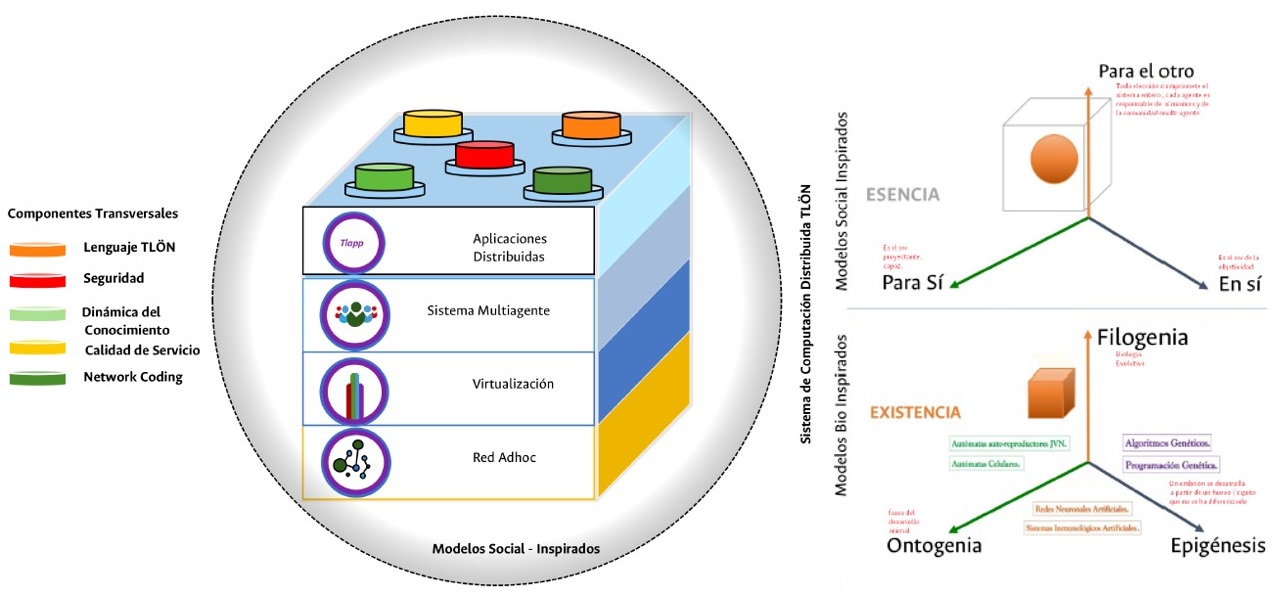 Componentes Transversales
Lenguaje TLÖN
Seguridad
Dinámica del
Conocimiento
Calidad de Servicio
Network Coding
Tlapp
Aplicaciones
Distribuidas
Sistema Multiagente
Virtualización
Red Adhoc
Modelos Social - Inspirados
Sistema de Computación Distribuida TLÖN
Modelos Social Inspirados
ESENCIA
Para el otro
Toda elección compromete el
sistema entero, cada agente es
responsable de sí mismos y de
la comunidad multi-agente
Es el ser
proyectante,
capaz.
Para Sí
Es el ser de la
objetividad
En sí
Modelos Bio Inspirados
EXISTENCIA
Filogenia
Biología
Evolutiva
Autómatas auto-reproductores JVN.
Autómatas Celulares.
Algoritmos Genéticos.
Programación Genética.
Un embrión se desarrolla
a partir de un huevo / cigoto
que no se ha diferenciado
Redes Neuronales Artificiales.
Sistemas Inmunológicos Artificiales.
fases del
desarrollo
animal
Ontogenia
Epigénesis